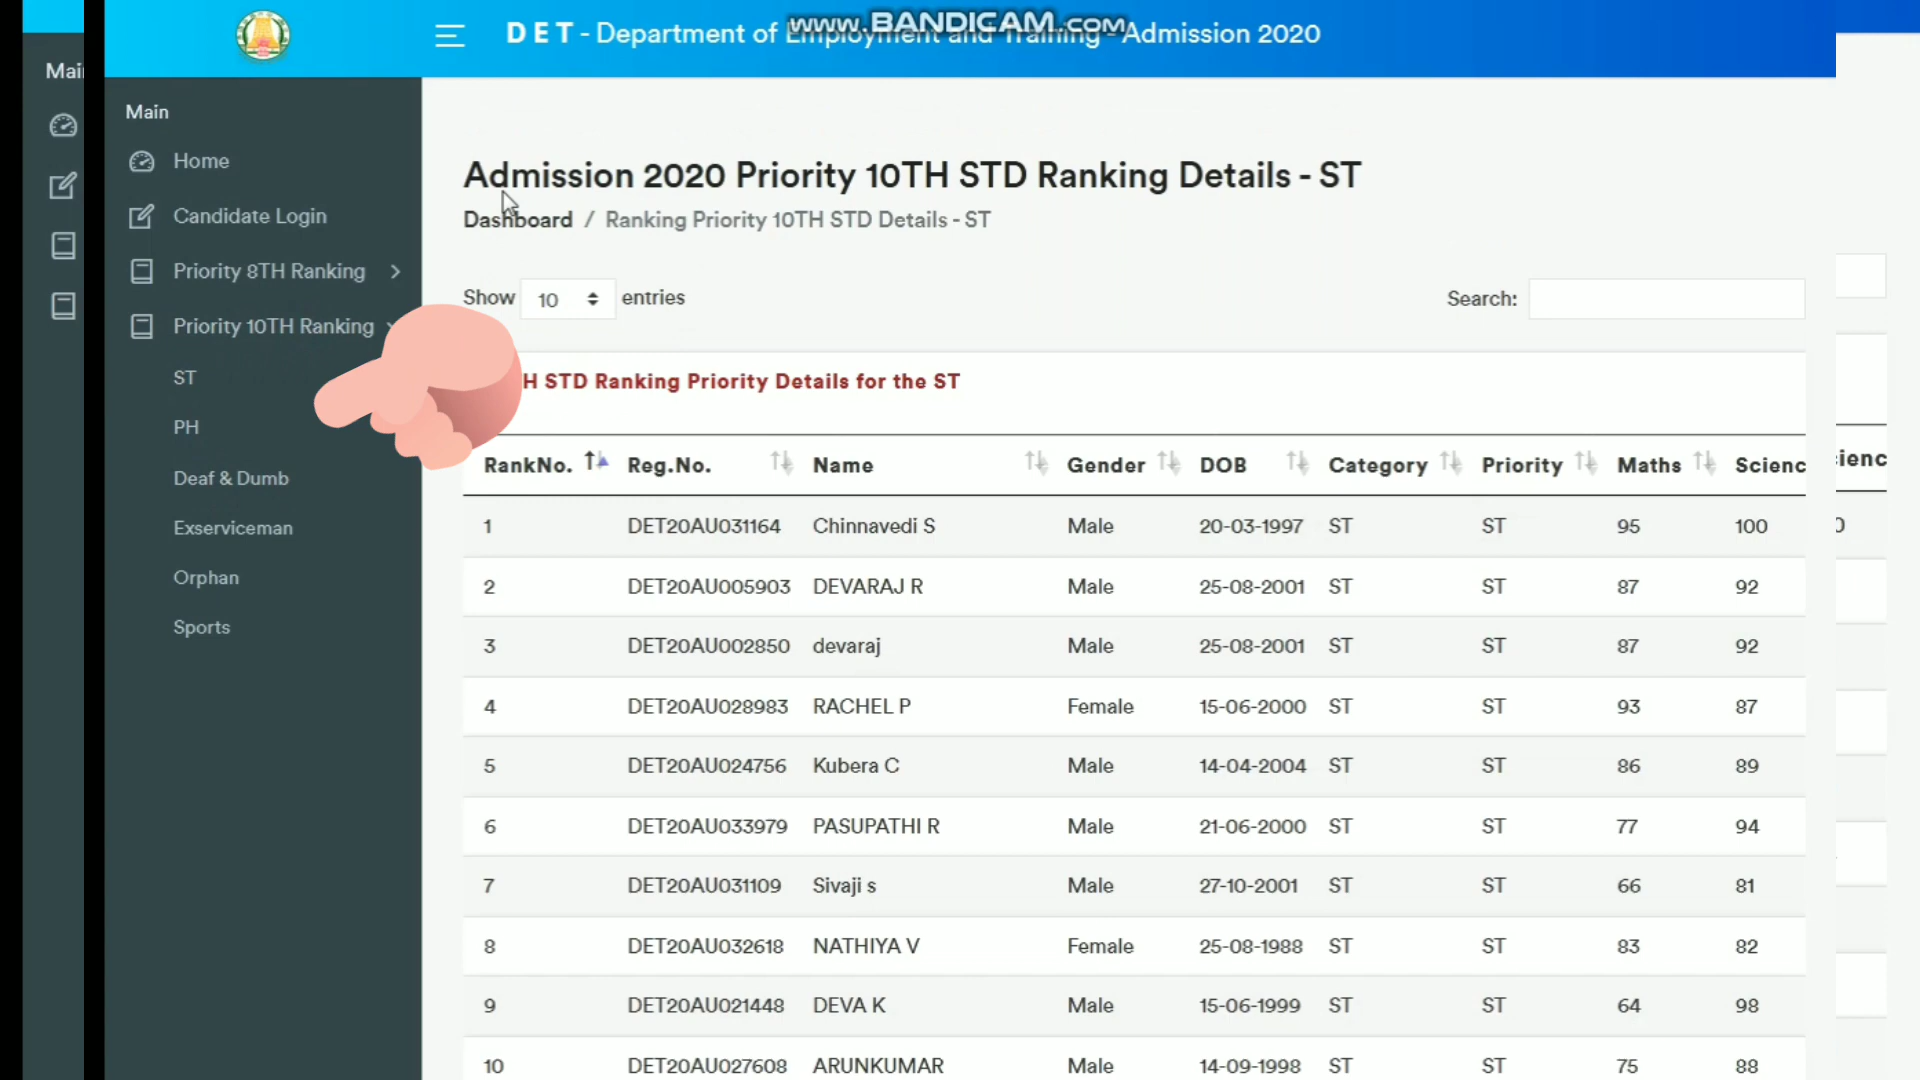 www.BANDICAM.com
D E T - Department of Employment and Training - Admission 2020
Mai
Main
Home
Candidate Login
Priority 8TH Ranking
Priority 10TH Ranking
ST
PH
Deaf & Dumb
Exserviceman
Orphan
Sports
Admission 2020 Priority 10TH STD Ranking Details - ST
Dashboard / Ranking Priority 10TH STD Details - ST
Show 10 entries
Search:
H STD Ranking Priority Details for the ST
RankNo. Reg.No. Name Gender DOB Category Priority Maths Scienc
ienc
1 DET20AU031164 Chinnavedi S Male 20-03-1997 ST ST 95 100
0
2 DET20AU005903 DEVARAJ R Male 25-08-2001 ST ST 87 92
3 DET20AU002850 devaraj Male 25-08-2001 ST ST 87 92
4 DET20AU028983 RACHEL P Female 15-06-2000 ST ST 93 87
5 DET20AU024756 Kubera C Male 14-04-2004 ST ST 86 89
6 DET20AU033979 PASUPATHI R Male 21-06-2000 ST ST 77 94
7 DET20AU031109 Sivaji s Male 27-10-2001 ST ST 66 81
8 DET20AU032618 NATHIYA V Female 25-08-1988 ST ST 83 82
9 DET20AU021448 DEVA K Male 15-06-1999 ST ST 64 98
10 DET20AU027608 ARUNKUMAR Male 14-09-1998 ST ST 75 88